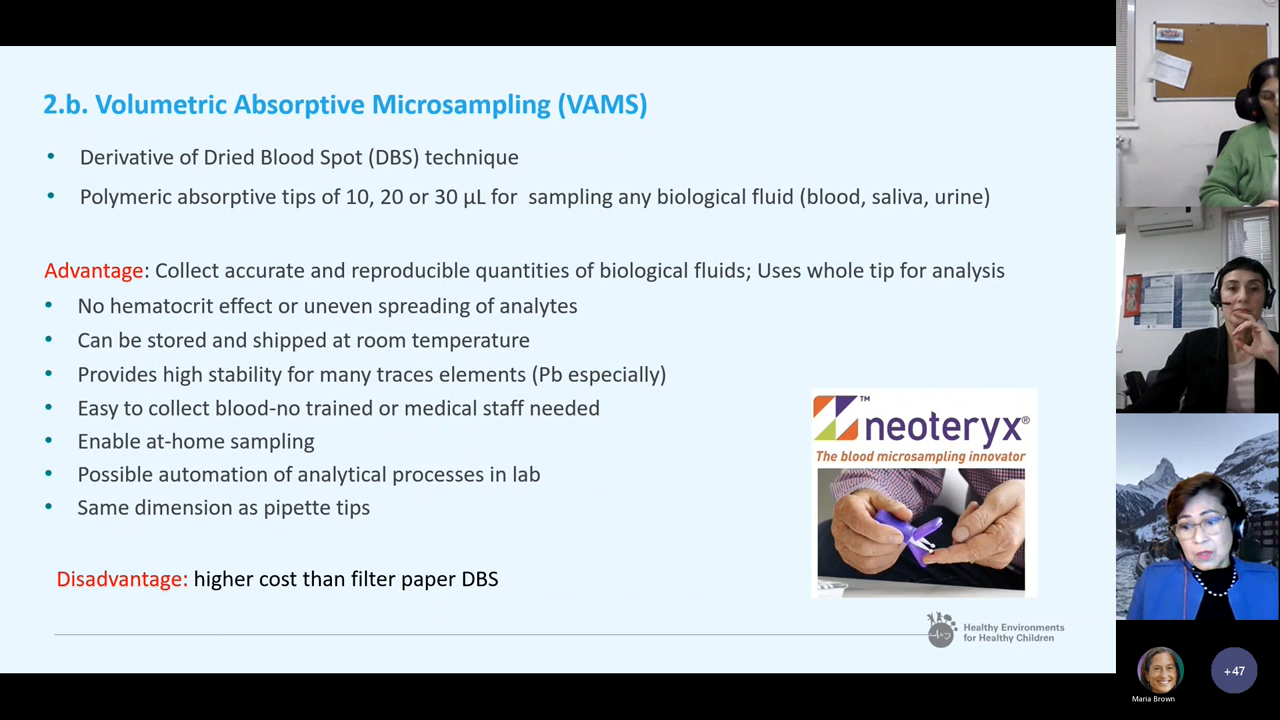 2.b. Volumetric Absorptive Microsampling (VAMS)
• Derivative of Dried Blood Spot (DBS) technique
• Polymeric absorptive tips of 10, 20 or 30 µL for  sampling any biological fluid (blood, saliva, urine)
Advantage: Collect accurate and reproducible quantities of biological fluids; Uses whole tip for analysis
• No hematocrit effect or uneven spreading of analytes
• Can be stored and shipped at room temperature
• Provides high stability for many traces elements (Pb especially)
• Easy to collect blood-no trained or medical staff needed
• Enable at-home sampling
• Possible automation of analytical processes in lab
• Same dimension as pipette tips
Disadvantage: higher cost than filter paper DBS
neoteryx® ™
The blood microsampling innovator
Healthy Environments
for Healthy Children
Maria Brown
+47